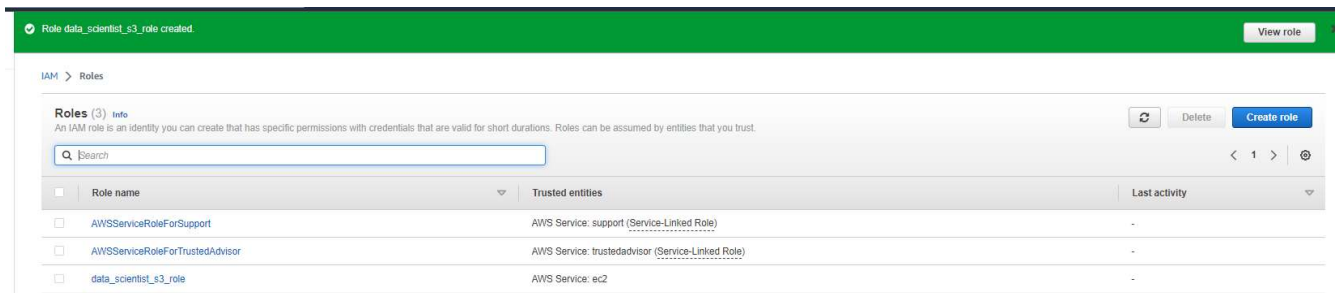 Role data_scientist_s3_role created.
View role
IAM > Roles
Roles (3) Info
An IAM role is an identity you can create that has specific permissions with credentials that are valid for short durations. Roles can be assumed by entities that you trust.
Delete
Create role
Search
< 1 >
Role name Trusted entities Last activity
AWSServiceRoleForSupport AWS Service: support (Service-Linked Role) -
AWSServiceRoleForTrustedAdvisor AWS Service: trustedadvisor (Service-Linked Role) -
data_scientist_s3_role AWS Service: ec2 -